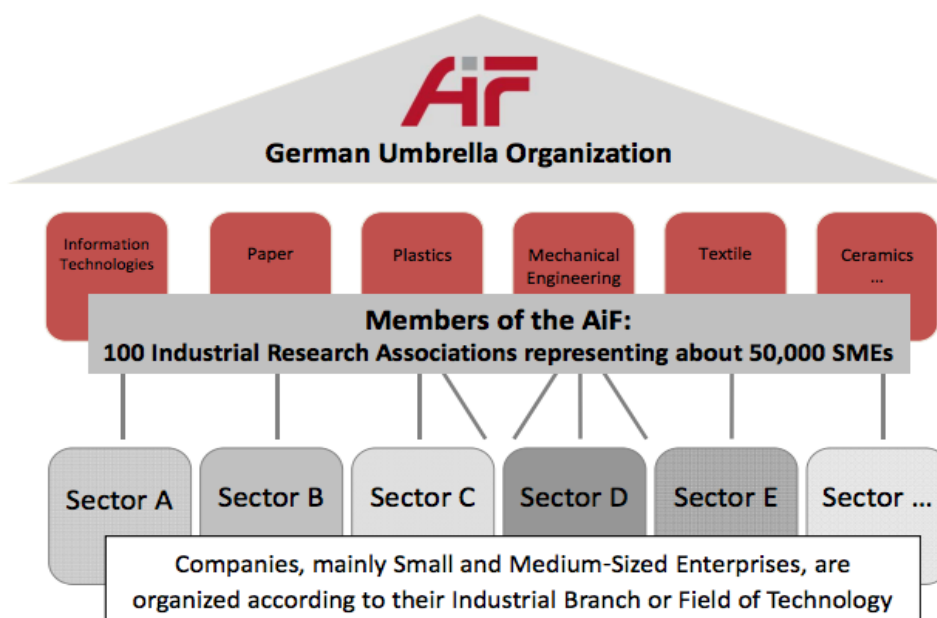 AiF
German Umbrella Organization
Information
Technologies
Paper
Plastics
Mechanical
Engineering
Textile
Ceramics
...
Members of the AiF:
100 Industrial Research Associations representing about 50,000 SMEs
Sector A
Sector B
Sector C
Sector D
Sector E
Sector ...
Companies, mainly Small and Medium-Sized Enterprises, are
organized according to their Industrial Branch or Field of Technology